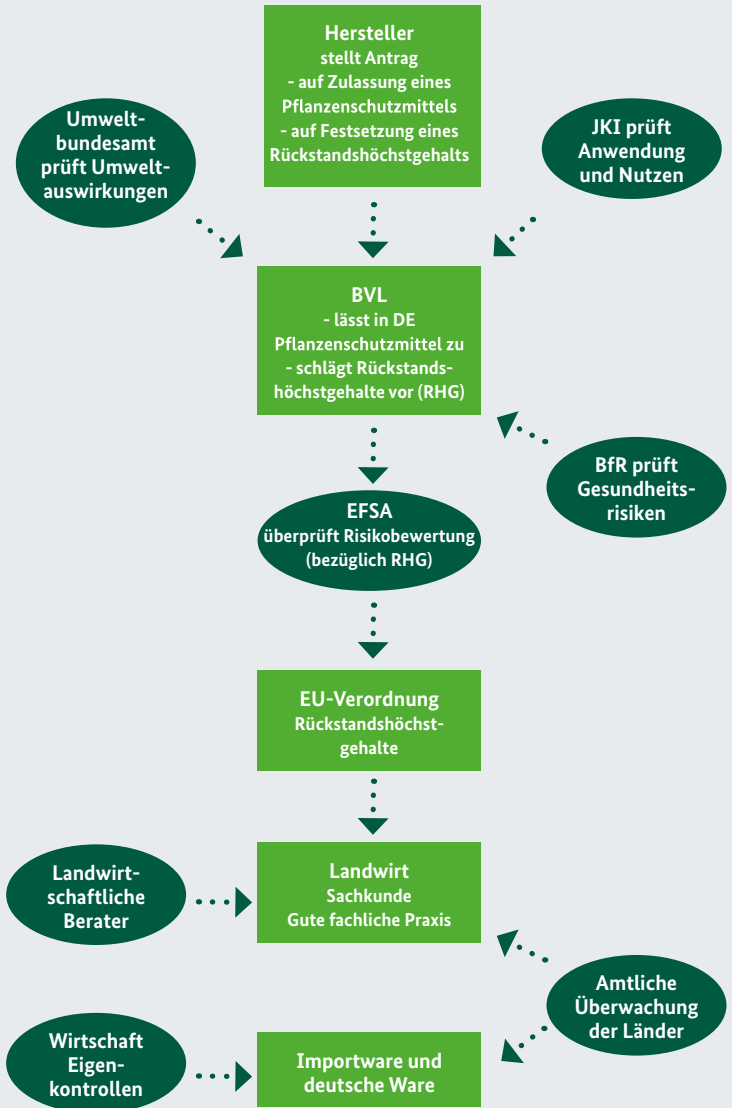 Hersteller
stellt Antrag
- auf Zulassung eines
Pflanzenschutzmittels
- auf Festsetzung eines
Rückstandshöchstgehalts
Umwelt-
bundesamt
prüft Umwelt-
auswirkungen
JKI prüft
Anwendung
und Nutzen
BVL
- lässt in DE
Pflanzenschutzmittel zu
- schlägt Rückstands-
höchstgehalte vor (RHG)
BfR prüft
Gesundheits-
risiken
EFSA
überprüft Risikobewertung
(bezüglich RHG)
EU-Verordnung
Rückstandshöchst-
gehalte
Landwirt-
schaftliche
Berater
Landwirt
Sachkunde
Gute fachliche Praxis
Amtliche
Überwachung
der Länder
Wirtschaft
Eigen-
kontrollen
Importware und
deutsche Ware